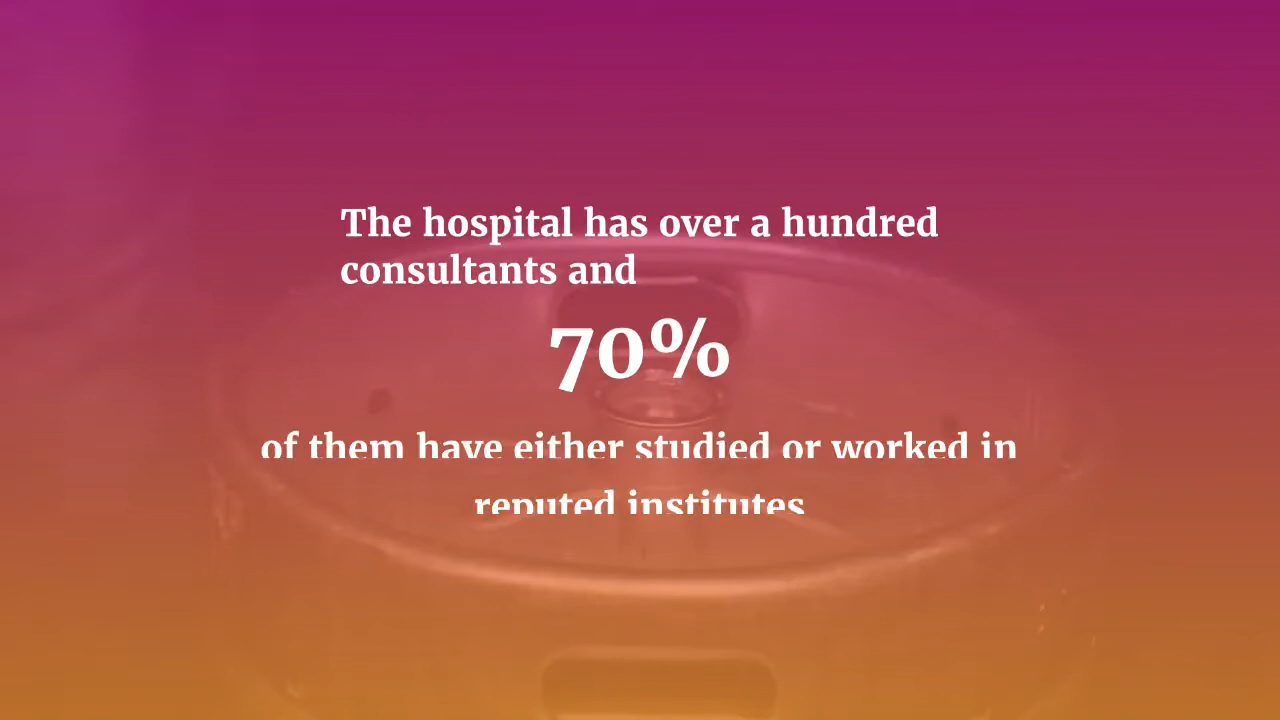 The hospital has over a hundred
consultants and
70%
of them have either studied or worked in
reputed institutes